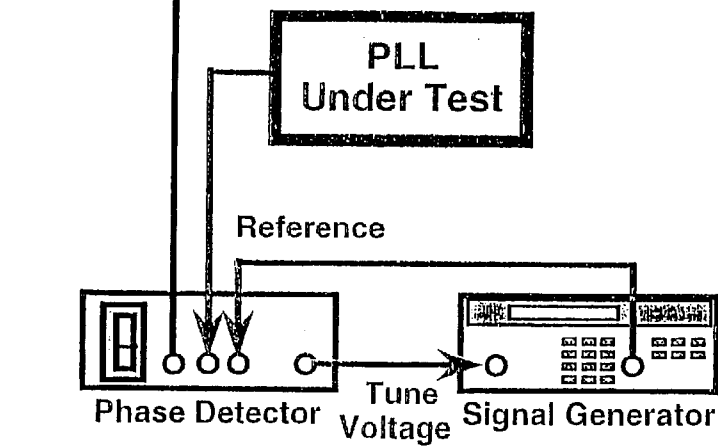 PLL
Under Test
Reference
Phase Detector
Tune
Voltage
Signal Generator